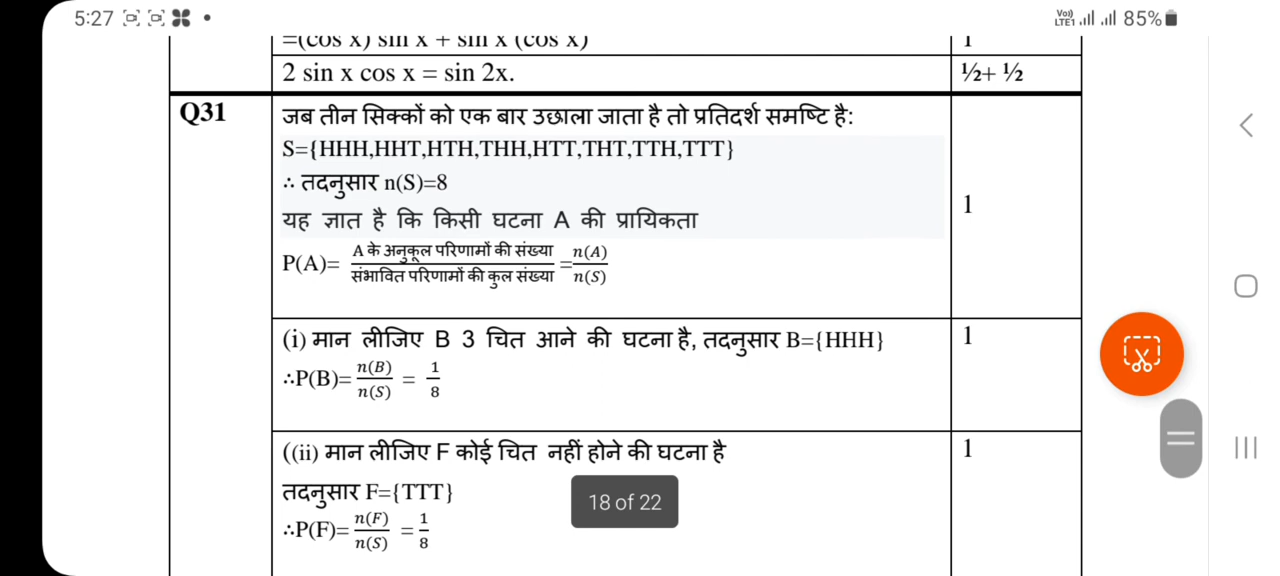 5:27
Vo)) LTE1 85%
=(cos x) sin x + sin x (cos x) 1
2 sin x cos x = sin 2x. ½+ ½
Q31 जब तीन सिक्कों को एक बार उछाला जाता है तो प्रतिदर्श समष्टि है:
S={HHH,HHT,HTH,THH,HTT,THT,TTH,TTT}
∴ तदनुसार n(S)=8
1
यह ज्ञात है कि किसी घटना A की प्रायिकता
P(A)= A के अनुकूल परिणामों की संख्या / संभावित परिणामों की कुल संख्या = n(A) / n(S)
(i) मान लीजिए B 3 चित आने की घटना है, तदनुसार B={HHH} 1
∴P(B)= n(B) / n(S) = 1 / 8
((ii) मान लीजिए F कोई चित नहीं होने की घटना है 1
तदनुसार F={TTT}
18 of 22
∴P(F)= n(F) / n(S) = 1 / 8